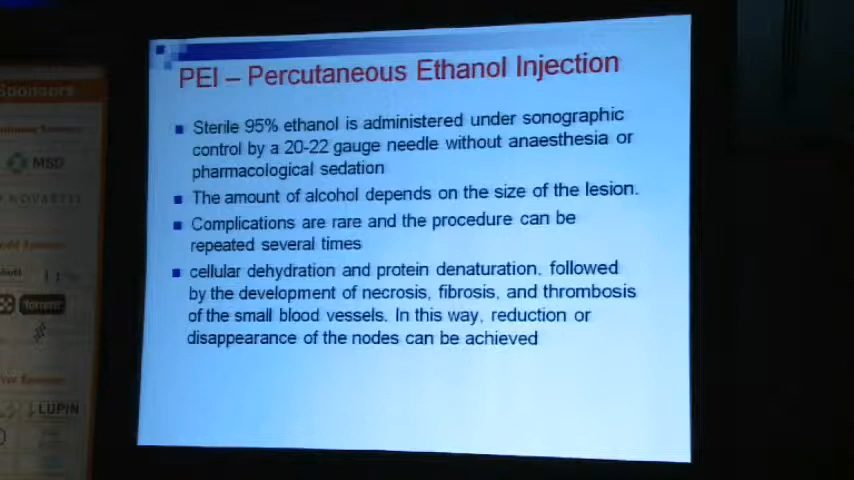 PEI – Percutaneous Ethanol Injection
Sterile 95% ethanol is administered under sonographic
control by a 20-22 gauge needle without anaesthesia or
pharmacological sedation
The amount of alcohol depends on the size of the lesion.
Complications are rare and the procedure can be
repeated several times
cellular dehydration and protein denaturation, followed
by the development of necrosis, fibrosis, and thrombosis
of the small blood vessels. In this way, reduction or
disappearance of the nodes can be achieved
Sponsors
MSD
NOVARTIS
torrent
LUPIN